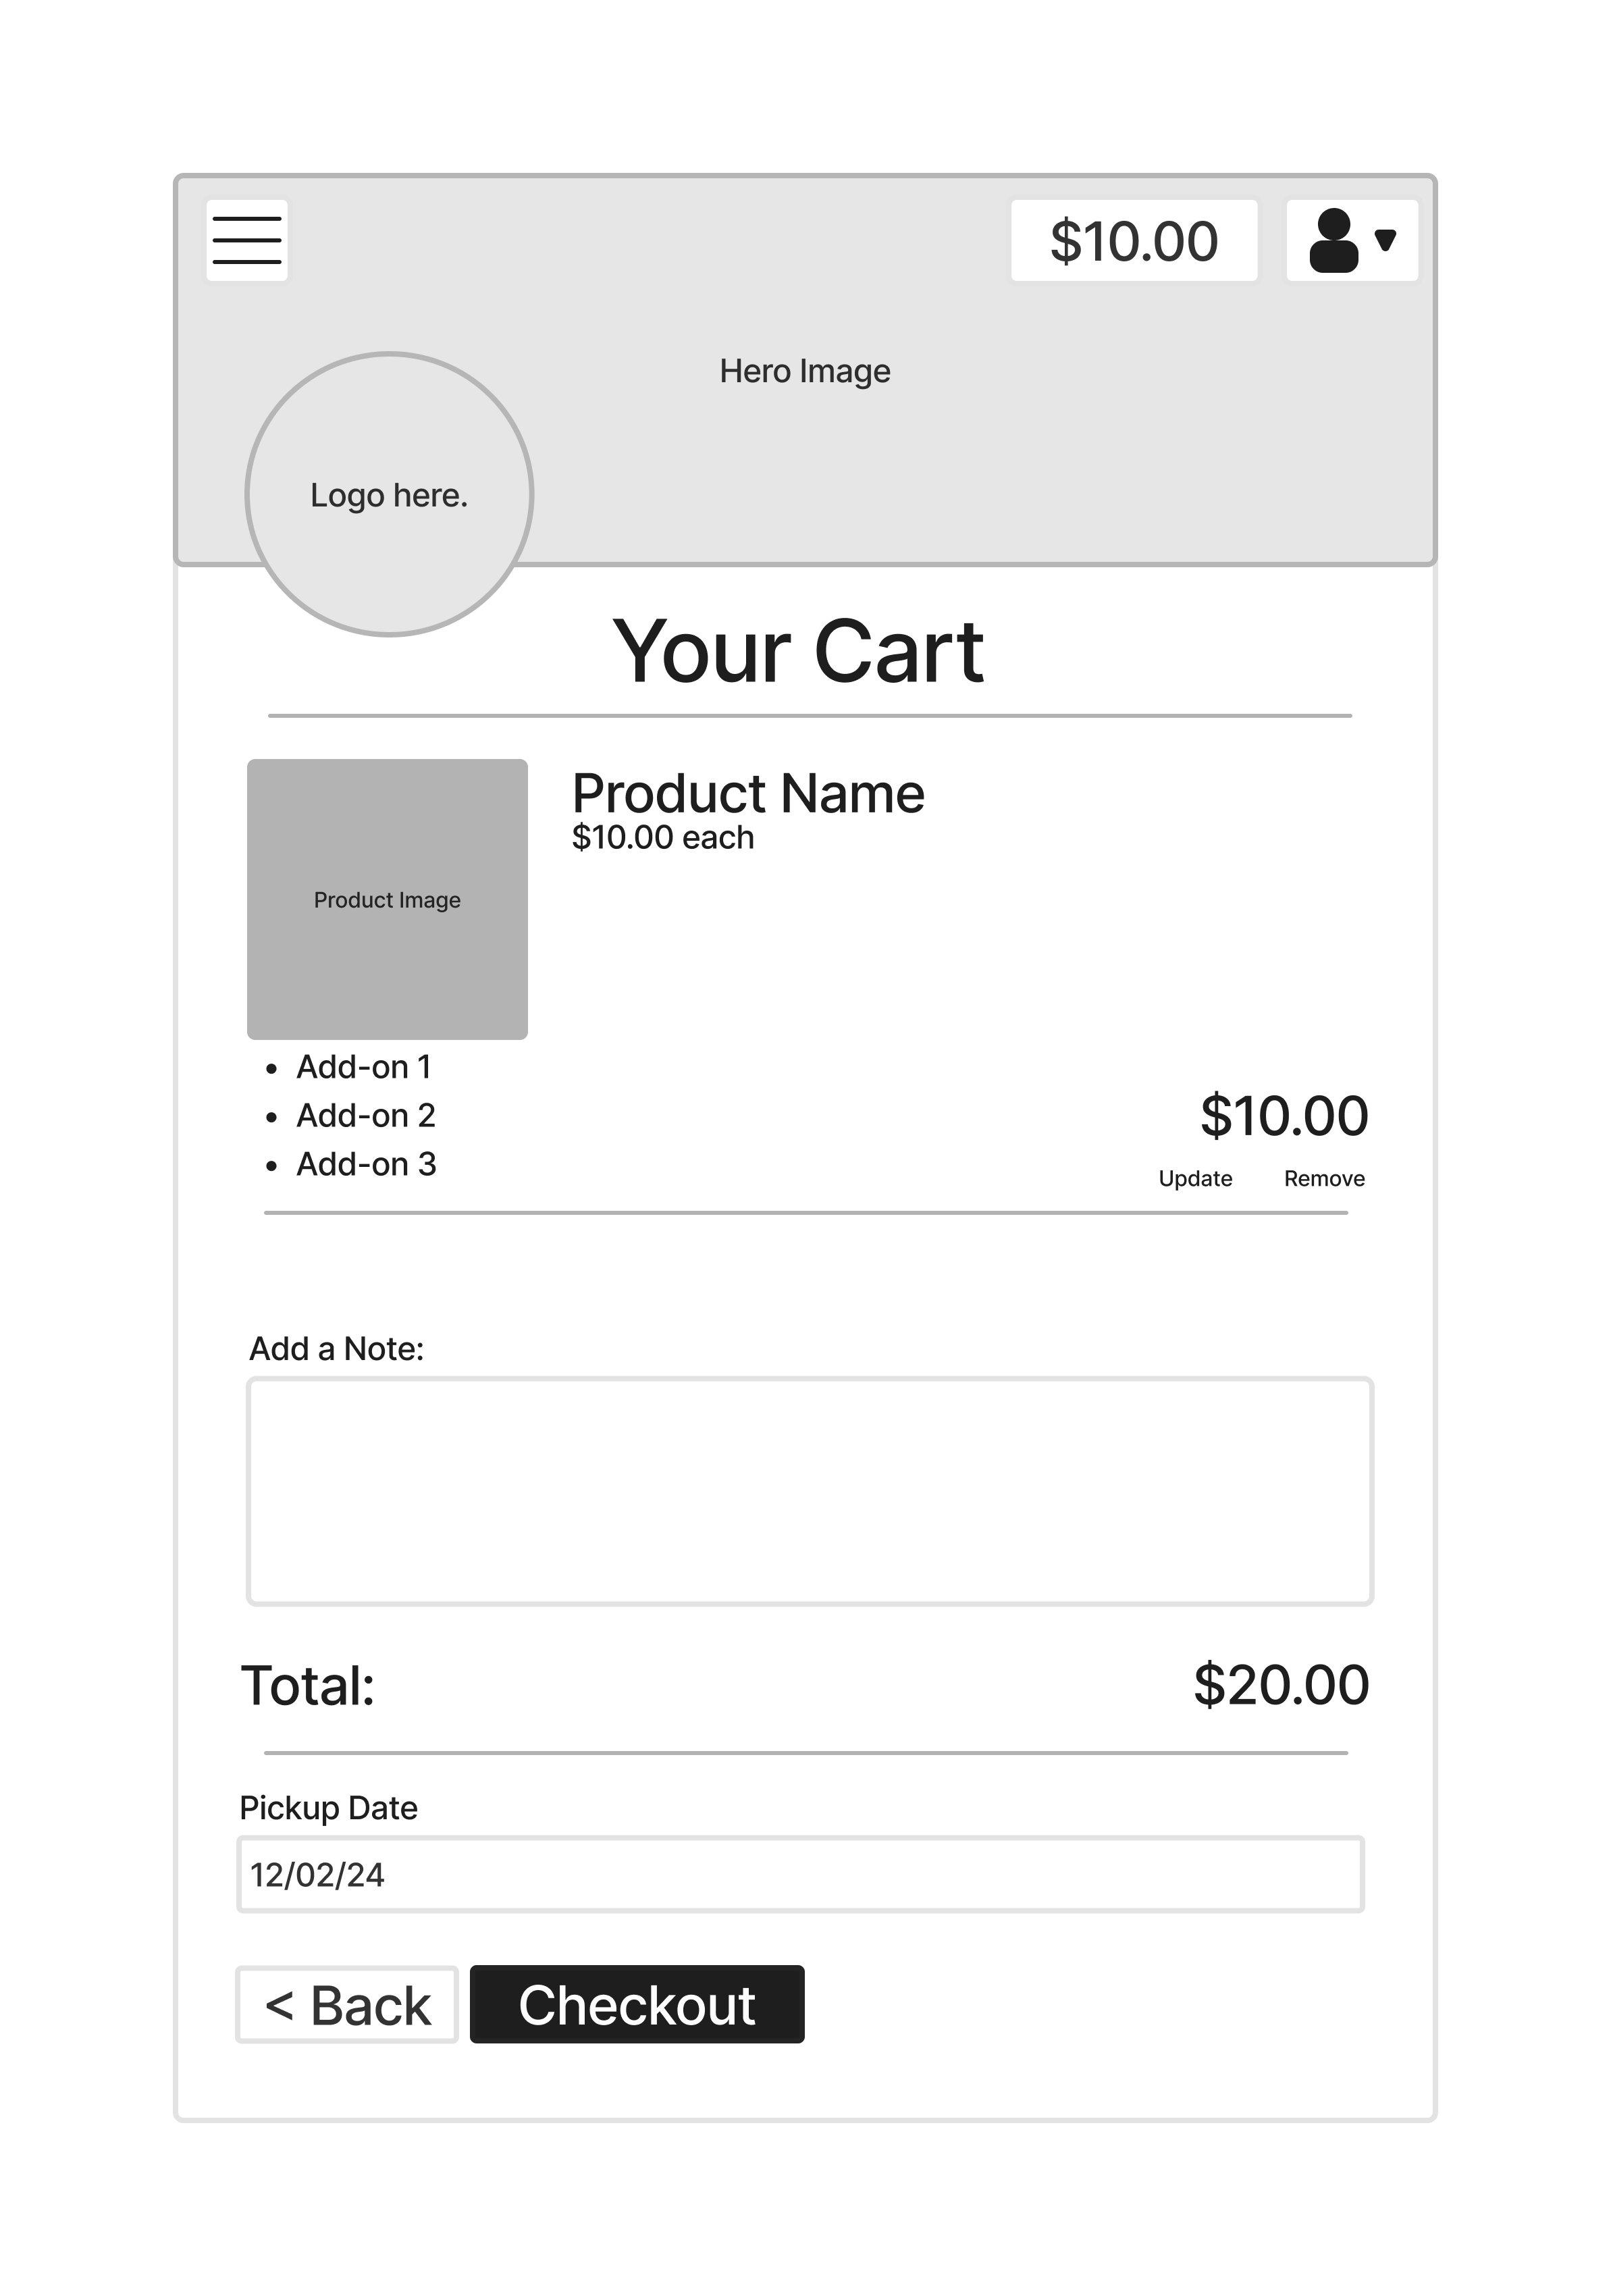 $10.00
Hero Image
Logo here.
Your Cart
Product Name
$10.00 each
Product Image
• Add-on 1
• Add-on 2
• Add-on 3
$10.00
Update Remove
Add a Note:
Total: $20.00
Pickup Date
12/02/24
< Back Checkout